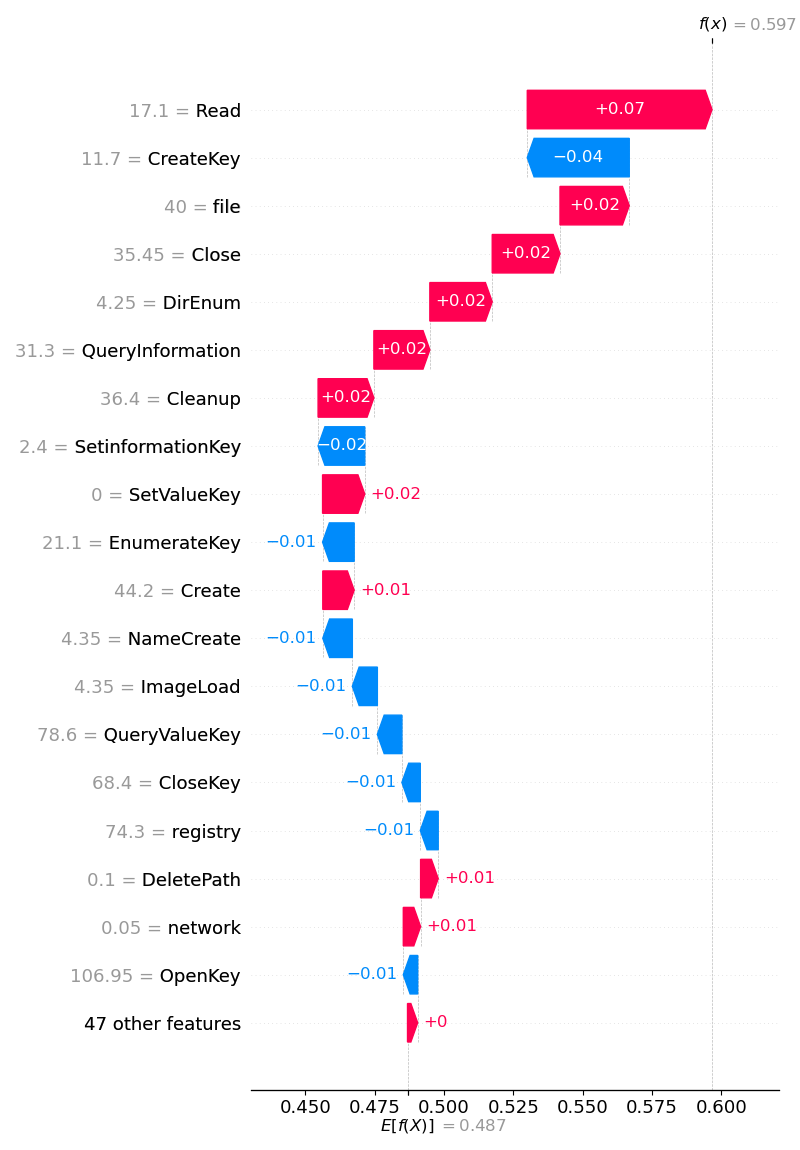 f(x) = 0.597
17.1 = Read +0.07
11.7 = CreateKey −0.04
40 = file +0.02
35.45 = Close +0.02
4.25 = DirEnum +0.02
31.3 = QueryInformation +0.02
36.4 = Cleanup +0.02
2.4 = SetinformationKey −0.02
0 = SetValueKey +0.02
21.1 = EnumerateKey −0.01
44.2 = Create +0.01
4.35 = NameCreate −0.01
4.35 = ImageLoad −0.01
78.6 = QueryValueKey −0.01
68.4 = CloseKey −0.01
74.3 = registry −0.01
0.1 = DeletePath +0.01
0.05 = network +0.01
106.95 = OpenKey −0.01
47 other features +0
0.450 0.475 0.500 0.525 0.550 0.575 0.600
E[f(X)] = 0.487